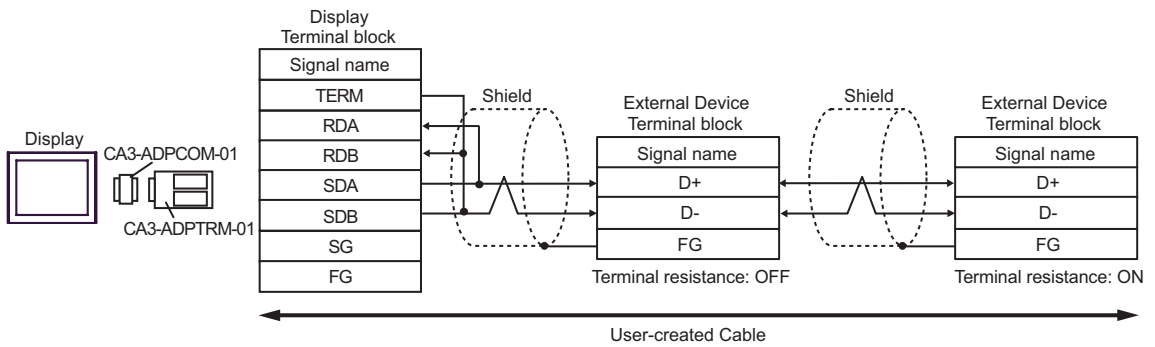 Display
Terminal block
Signal name
TERM
RDA
RDB
SDA
SDB
SG
FG
Display
CA3-ADPCOM-01
CA3-ADPTRM-01
Shield
External Device
Terminal block
Signal name
D+
D-
FG
Terminal resistance: OFF
Shield
External Device
Terminal block
Signal name
D+
D-
FG
Terminal resistance: ON
User-created Cable